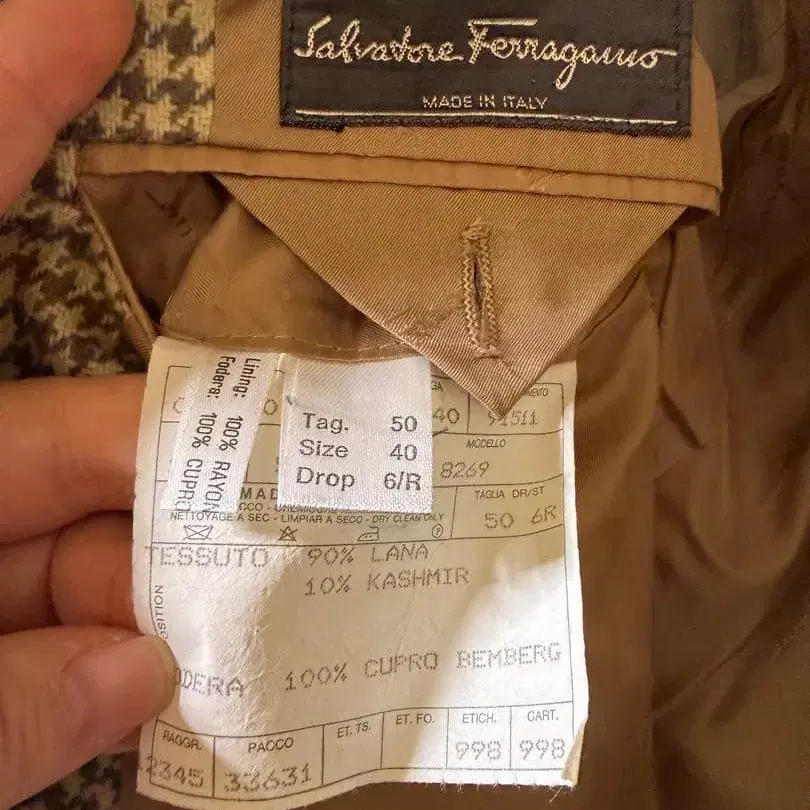 Salvatore Ferragamo
MADE IN ITALY
Lining: 100% RAYON
Fodera: 100% CUPRO
Tag. 50
Size 40
Drop 6/R
40
MODELLO
8269
TAGLIA DR/ST
50 6R
NETTOYAGE A SEC - LIMPIAR A SECO - DRY CLEAN ONLY
P
TESSUTO 90% LANA
10% KASHMIR
100% CUPRO BEMBERG
RAGGR. PACCO ET. TS. ET. FO. ETICH. CART.
2345 33631 998 998